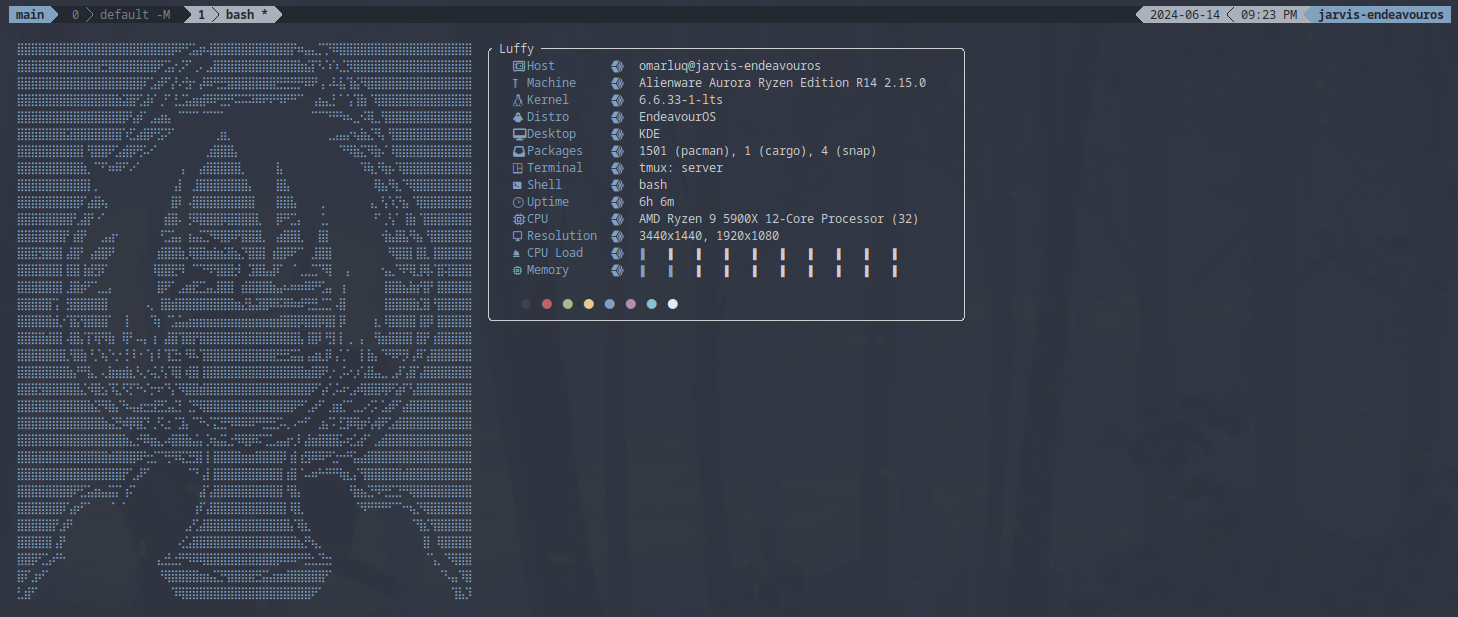 main 0 default -M 1 bash * 2024-06-14 09:23 PM jarvis-endeavouros
Luffy
Host omarluq@jarvis-endeavouros
Machine Alienware Aurora Ryzen Edition R14 2.15.0
Kernel 6.6.33-1-lts
Distro EndeavourOS
Desktop KDE
Packages 1501 (pacman), 1 (cargo), 4 (snap)
Terminal tmux: server
Shell bash
Uptime 6h 6m
CPU AMD Ryzen 9 5900X 12-Core Processor (32)
Resolution 3440x1440, 1920x1080
CPU Load
Memory